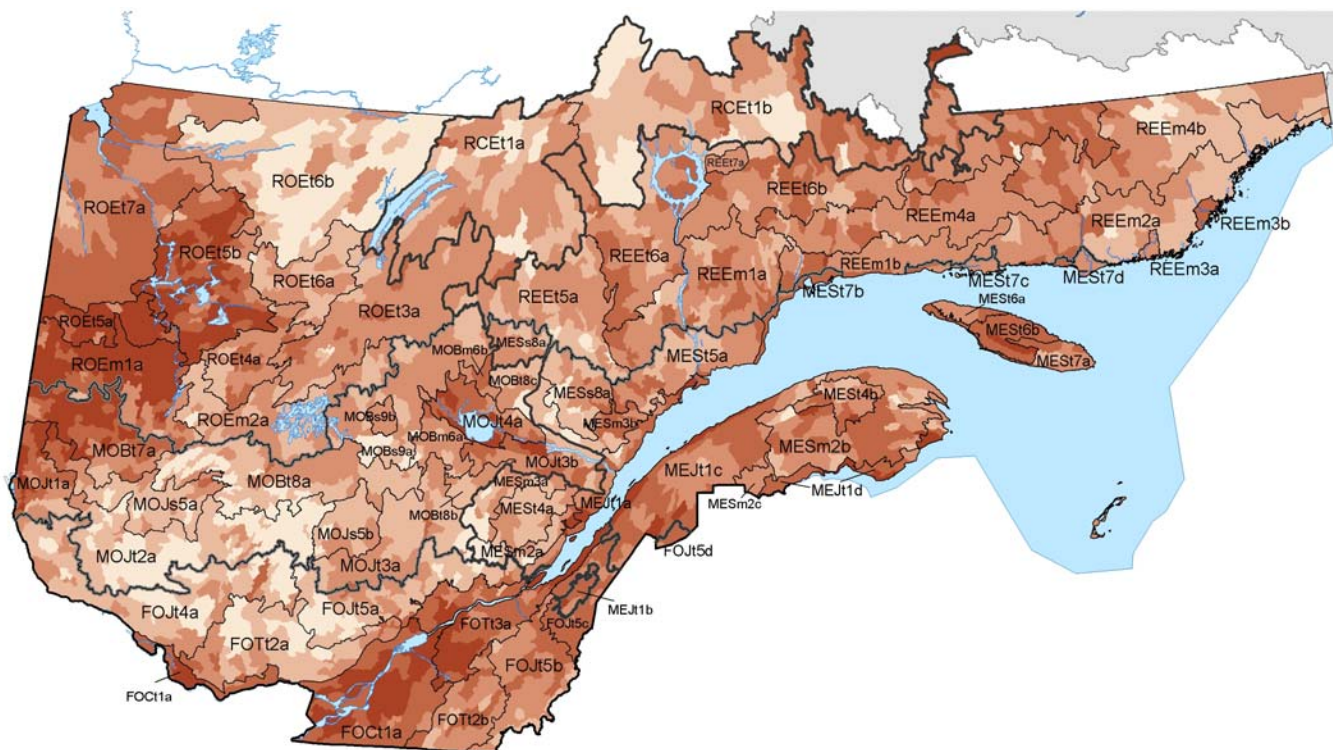 RCEt1b
REEm4b
RCEt1a
REEt7a
ROEt6b
REEt6b
ROEt7a
REEm4a
REEm2a
REEm3b
ROEt5b
REEt6a
REEm1a
REEm1b
REEm3a
ROEt6a
MESt7c
MESt7d
REEt5a
MESt7b
MESt6a
ROEt3a
ROEt5a
MESt6b
MOBm6b
MESs8a
MESt5a
ROEm1a
ROEt4a
MESt7a
MOBt8c
MESs8a
MESt4b
ROEm2a
MOBs9b
MOJt4a
MESm3b
MOBm6a
MESm2b
MOBt7a
MOBs9a
MOJt3b
MEJt1c
MOJt1a
MOBt8a
MESm3a
MEJt1d
MOJs5a
MESt4a
MEJt1a
MESm2c
MOBt8b
MOJs5b
MOJt2a
MESm2a
FOJt5d
MOJt3a
FOJt4a
FOJt5a
MEJt1b
FOTt3a
FOJt5c
FOTt2a
FOJt5b
FOCt1a
FOCt1a
FOTt2b